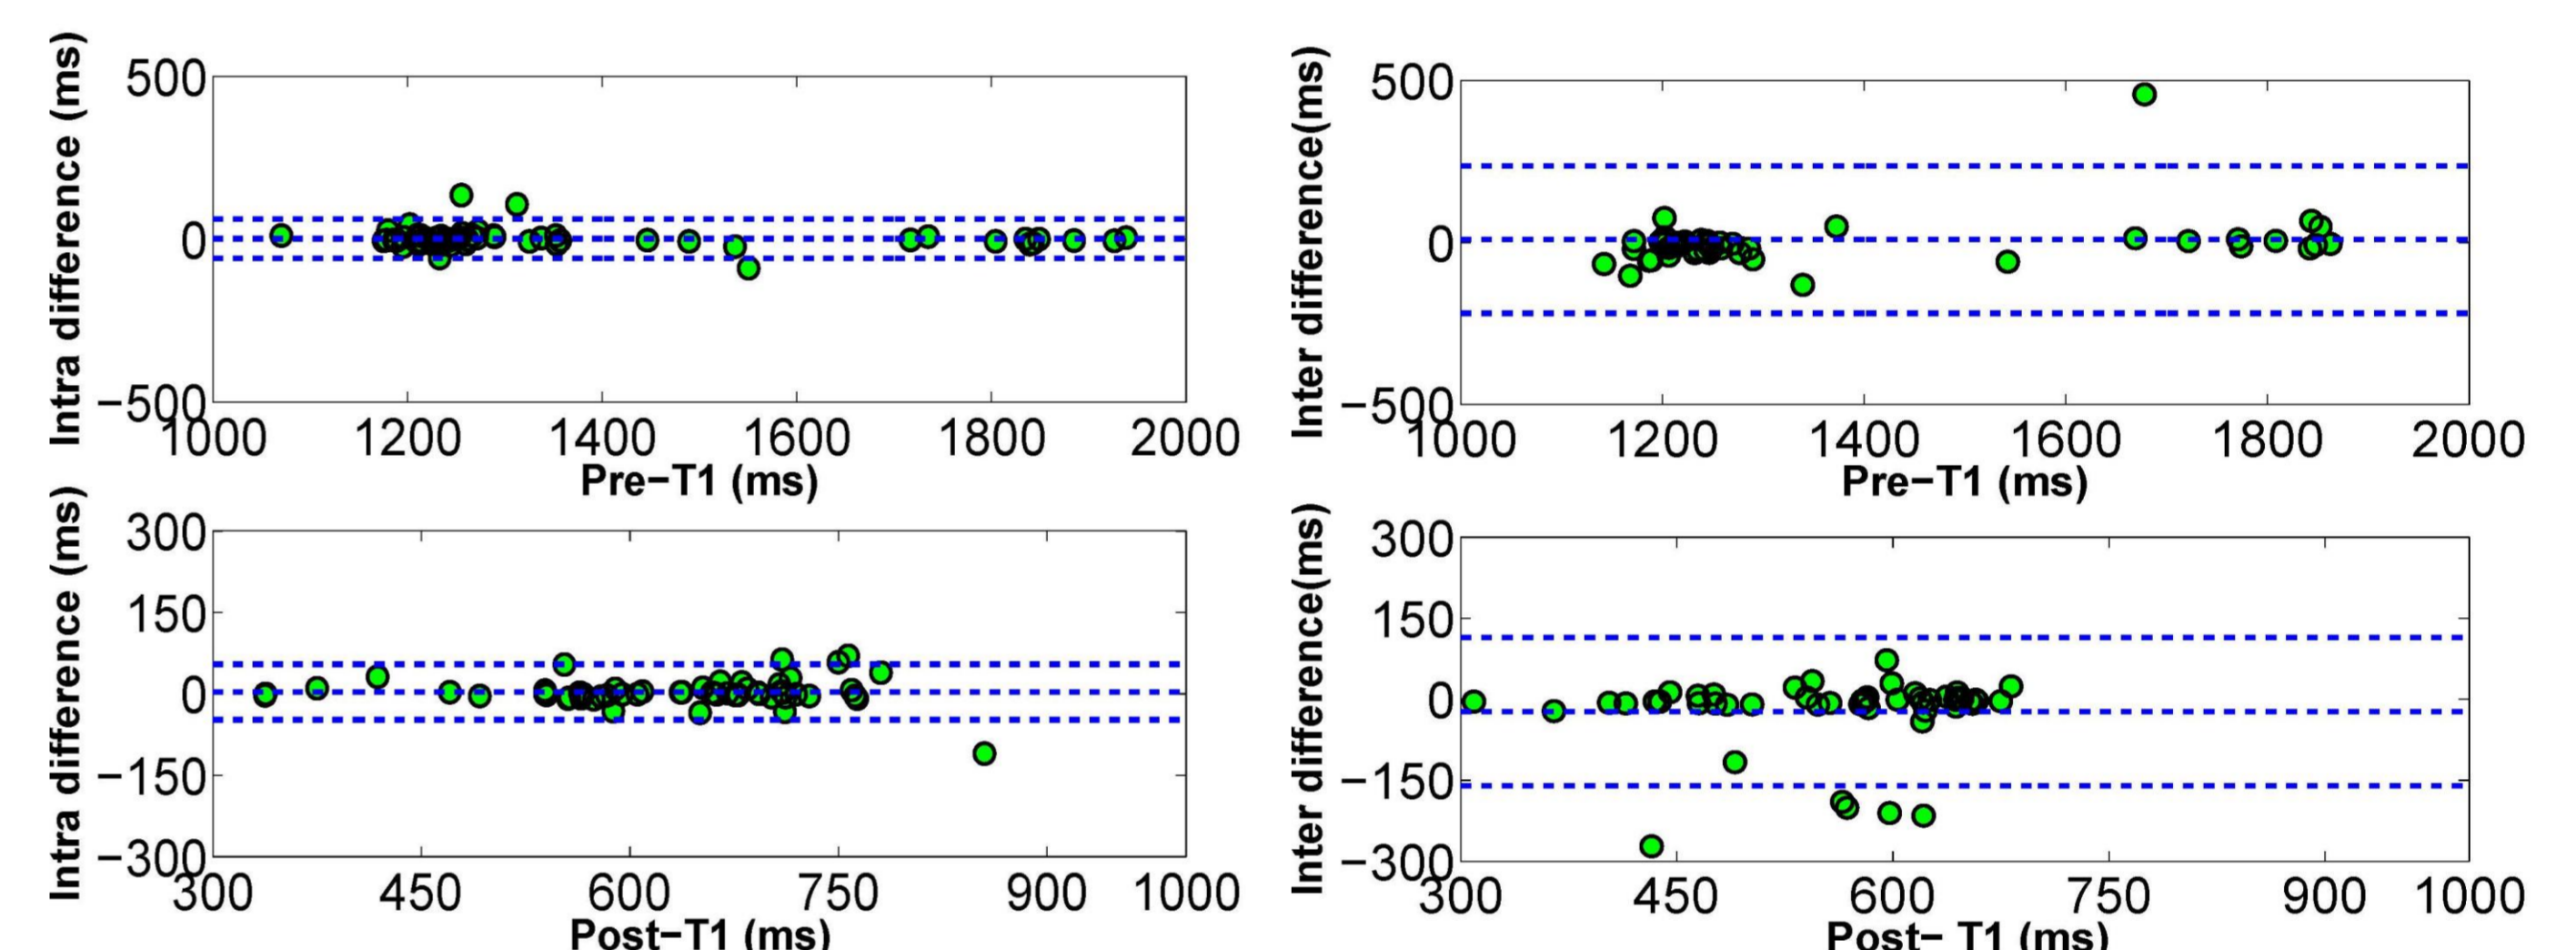 Intra difference (ms)
500
0
−500
1000 1200 1400 1600 1800 2000
Pre−T1 (ms)
Inter difference(ms)
500
0
−500
1000 1200 1400 1600 1800 2000
Pre−T1 (ms)
Intra difference (ms)
300
150
0
−150
−300
300 450 600 750 900 1000
Post−T1 (ms)
Inter difference(ms)
300
150
0
−150
−300
300 450 600 750 900 1000
Post− T1 (ms)